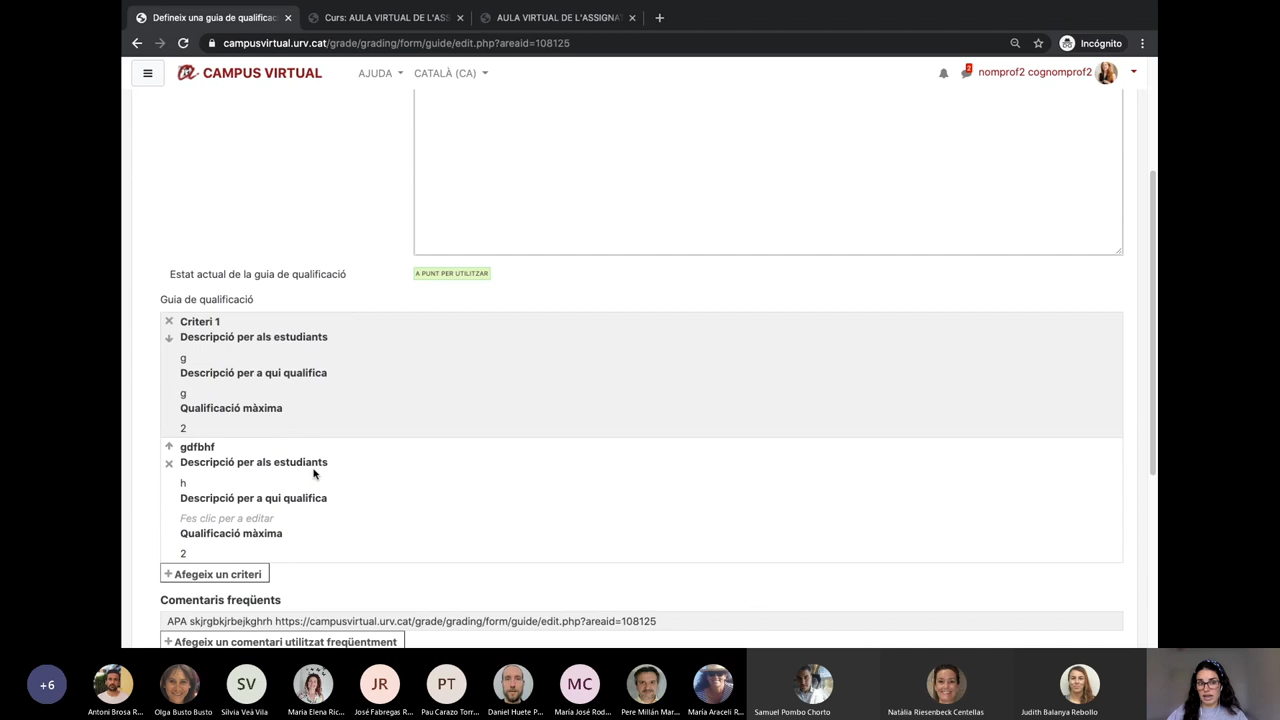 Defineix una guia de qualificac
Curs: AULA VIRTUAL DE L'ASS
AULA VIRTUAL DE L'ASSIGNAT
campusvirtual.urv.cat/grade/grading/form/guide/edit.php?areaid=108125
Incógnito
CAMPUS VIRTUAL
AJUDA
CATALÀ (CA)
2
nomprof2 cognomprof2
Estat actual de la guia de qualificació
A PUNT PER UTILITZAR
Guia de qualificació
Criteri 1
Descripció per als estudiants
g
Descripció per a qui qualifica
g
Qualificació màxima
2
gdfbhf
Descripció per als estudiants
h
Descripció per a qui qualifica
Fes clic per a editar
Qualificació màxima
2
+ Afegeix un criteri
Comentaris freqüents
APA skjrgbkjrbejkghrh https://campusvirtual.urv.cat/grade/grading/form/guide/edit.php?areaid=108125
+ Afegeix un comentari utilitzat freqüentment
+6
SV
JR
PT
MC
Antoni Brosa R...
Olga Busto Busto
Silvia Veà Vila
Maria Elena Ric...
José Fabregas R...
Pau Carazo Torr...
Daniel Huete P...
María José Rod...
Pere Millán Mar...
María Araceli R...
Samuel Pombo Chorto
Natàlia Riesenbeck Centellas
Judith Balanya Rebollo